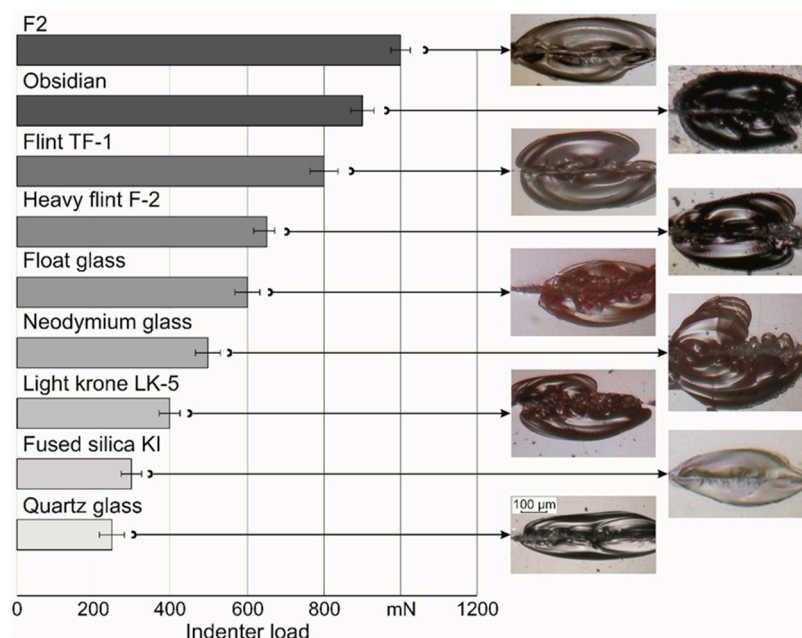 F2
Obsidian
Flint TF-1
Heavy flint F-2
Float glass
Neodymium glass
Light krone LK-5
Fused silica KI
Quartz glass
100 µm
0 200 400 600 800 mN 1200
Indenter load